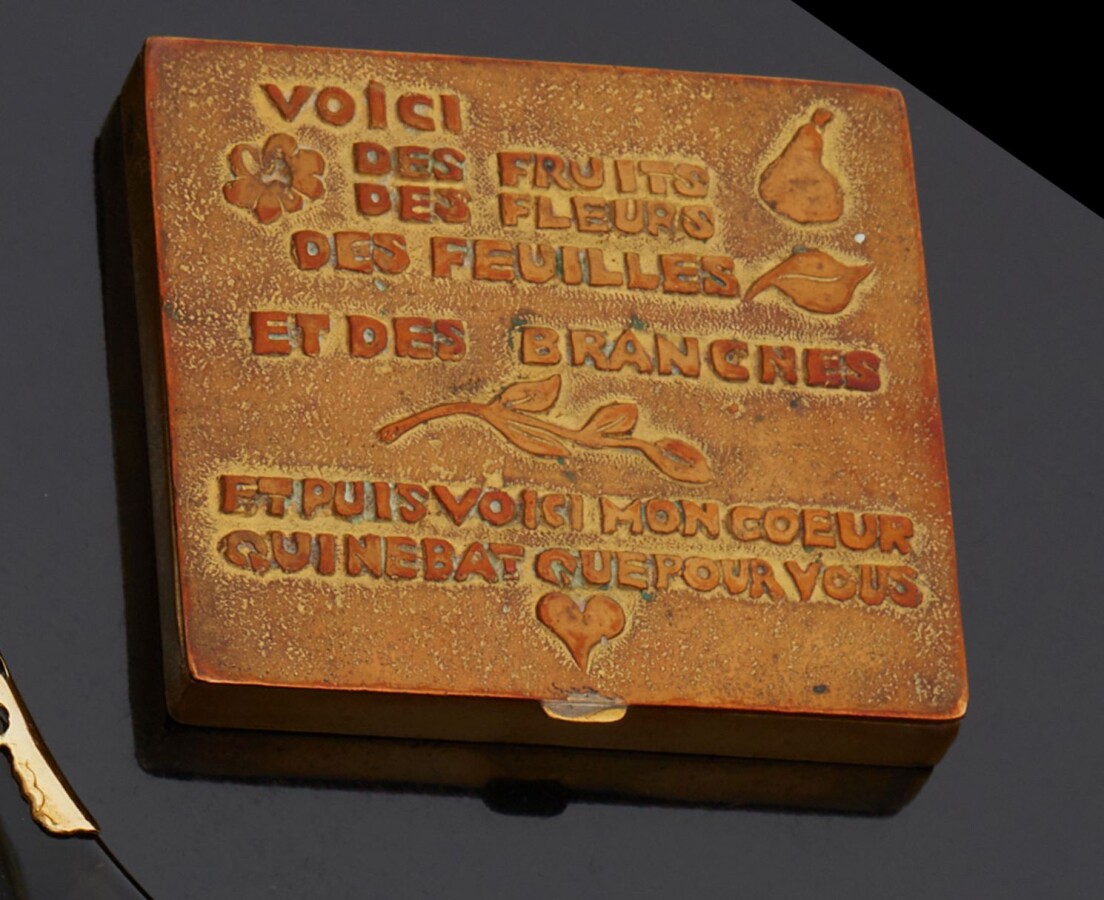 VOICI
DES FRUITS
DES FLEURS
DES FEUILLES
ET DES BRANCHES
ET PUIS VOICI MON COEUR
QUI NE BAT QUE POUR VOUS